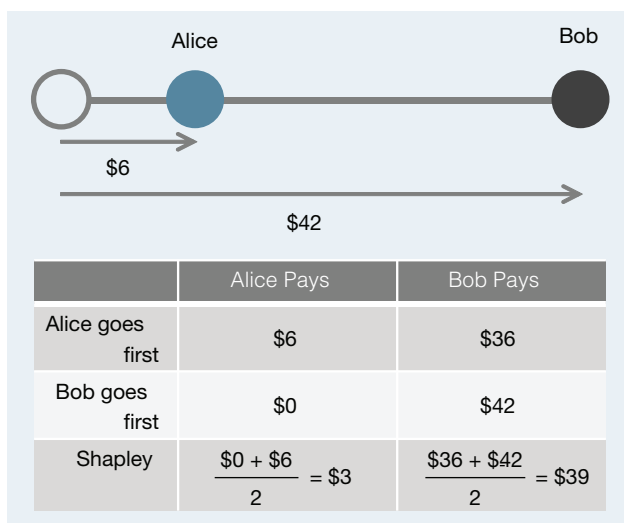 Alice
Bob
$6
$42
Alice Pays
Bob Pays
Alice goes
first
$6
$36
Bob goes
first
$0
$42
Shapley
$0 + $6
2
= $3
$36 + $42
2
= $39